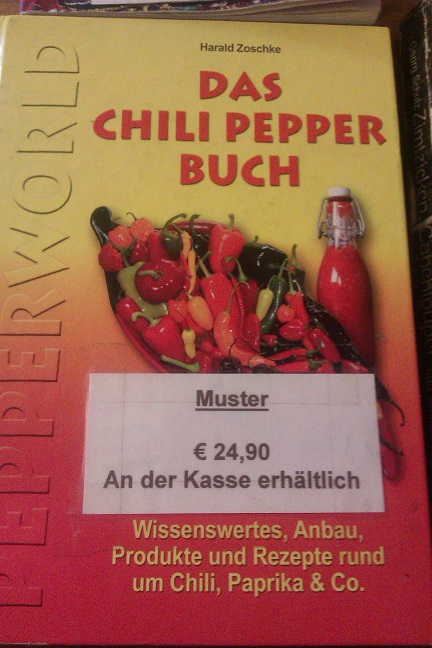 Harald Zoschke
DAS
CHILI PEPPER
BUCH
PEPPERWORLD
Muster
€ 24,90
An der Kasse erhältlich
Wissenswertes, Anbau,
Produkte und Rezepte rund
um Chili, Paprika & Co.